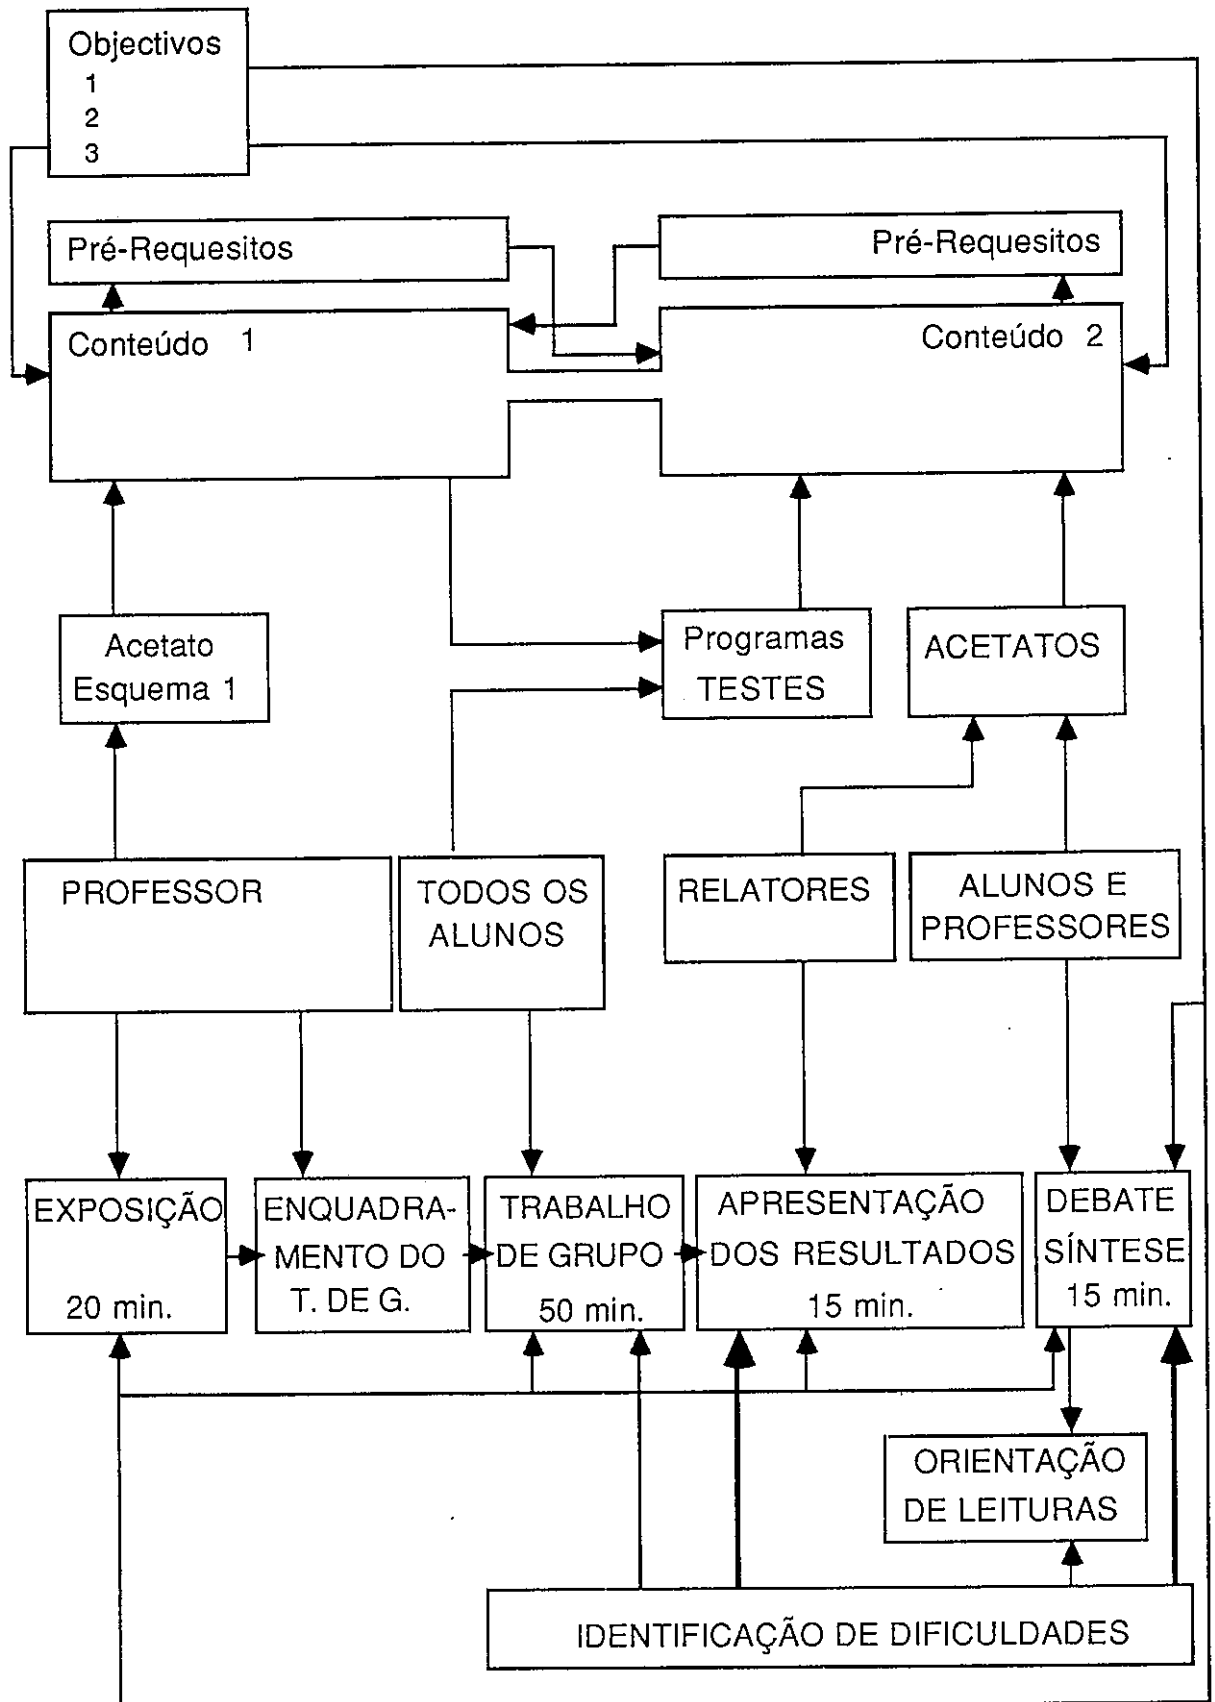 Objectivos
1
2
3
Pré-Requesitos
Pré-Requesitos
Conteúdo 1
Conteúdo 2
Acetato
Esquema 1
Programas
TESTES
ACETATOS
PROFESSOR
TODOS OS
ALUNOS
RELATORES
ALUNOS E
PROFESSORES
EXPOSIÇÃO
20 min.
ENQUADRA-
MENTO DO
T. DE G.
TRABALHO
DE GRUPO
50 min.
APRESENTAÇÃO
DOS RESULTADOS
15 min.
DEBATE
SÍNTESE
15 min.
ORIENTAÇÃO
DE LEITURAS
IDENTIFICAÇÃO DE DIFICULDADES